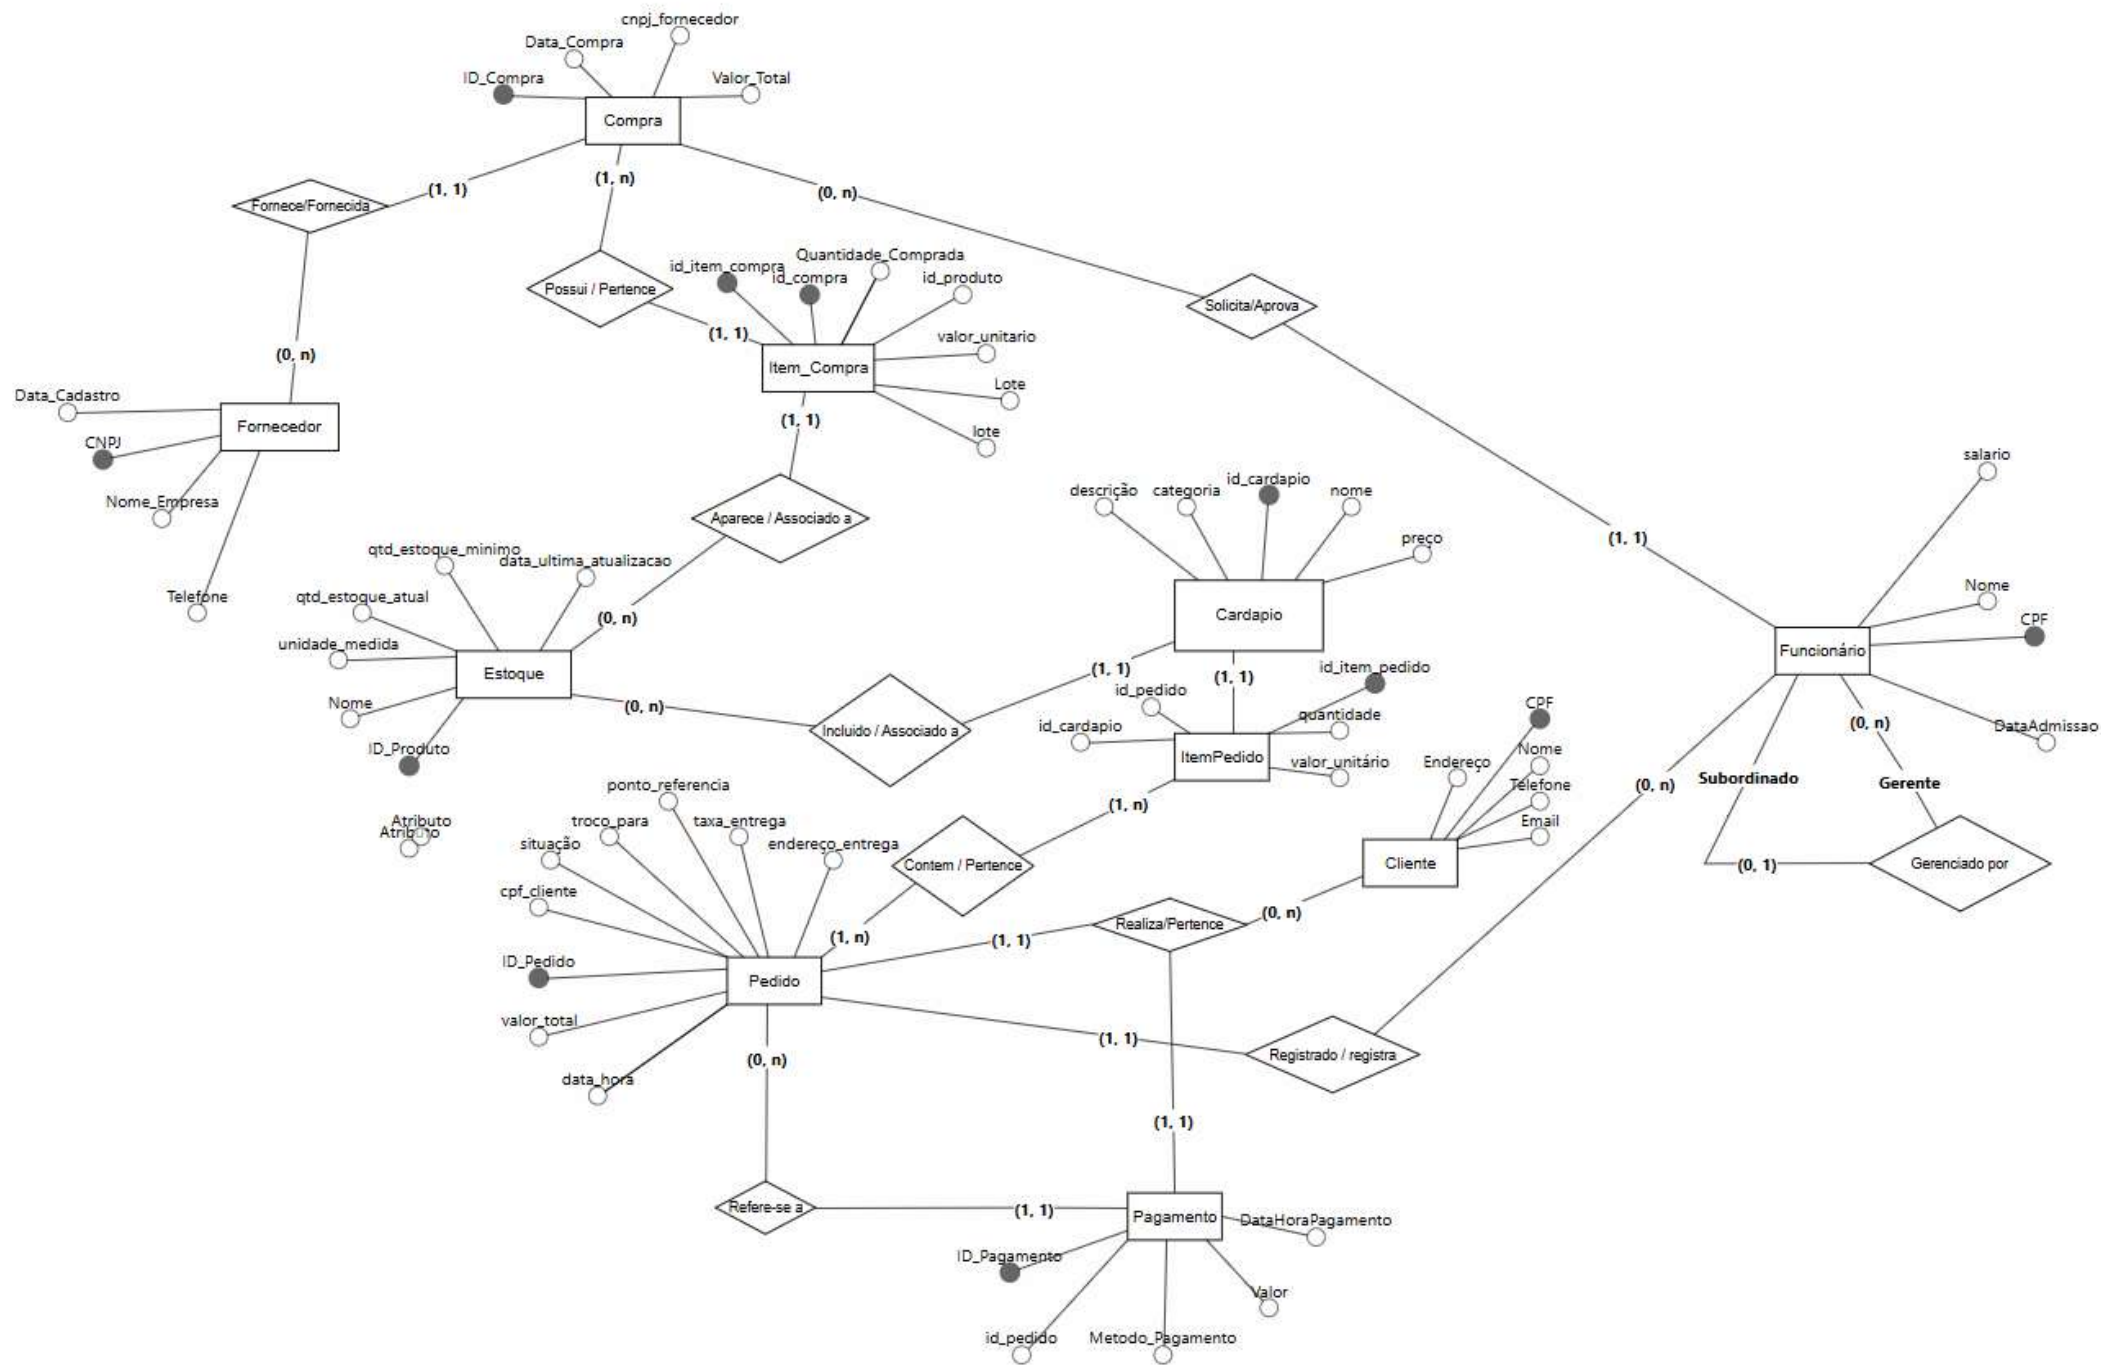 cnpj_fornecedor
Data_Compra
ID_Compra
Valor_Total
Compra
(1, 1)
(1, n)
(0, n)
Fornece/Fornecida
Possui / Pertence
id_item_compra
id_compra
Quantidade_Comprada
id_produto
Solicita/Aprova
(1, 1)
valor_unitario
(0, n)
Item_Compra
Lote
Data_Cadastro
Fornecedor
(1, 1)
lote
CNPJ
Nome_Empresa
Telefone
salario
descrição
categoria
id_cardapio
nome
Aparece / Associado a
preço
(1, 1)
qtd_estoque_minimo
data_ultima_atualizacao
qtd_estoque_atual
(0, n)
Nome
CPF
Cardapio
unidade_medida
Estoque
Funcionário
(1, 1)
(1, 1)
id_item_pedido
Nome
(0, n)
id_pedido
CPF
quantidade
(0, n)
DataAdmissao
id_cardapio
Incluido / Associado a
ID_Produto
ItemPedido
valor_unitário
Endereço
Nome
Telefone
Email
Subordinado
Gerente
(0, n)
ponto_referencia
(1, n)
Atributo
Atributo
troco_para
taxa_entrega
situação
endereço_entrega
Contem / Pertence
Cliente
(0, 1)
Gerenciado por
cpf_cliente
(1, n)
(1, 1)
Realiza/Pertence
(0, n)
ID_Pedido
Pedido
valor_total
(1, 1)
Registrado / registra
(0, n)
data_hora
(1, 1)
Refere-se a
(1, 1)
Pagamento
DataHoraPagamento
ID_Pagamento
Valor
id_pedido
Metodo_Pagamento